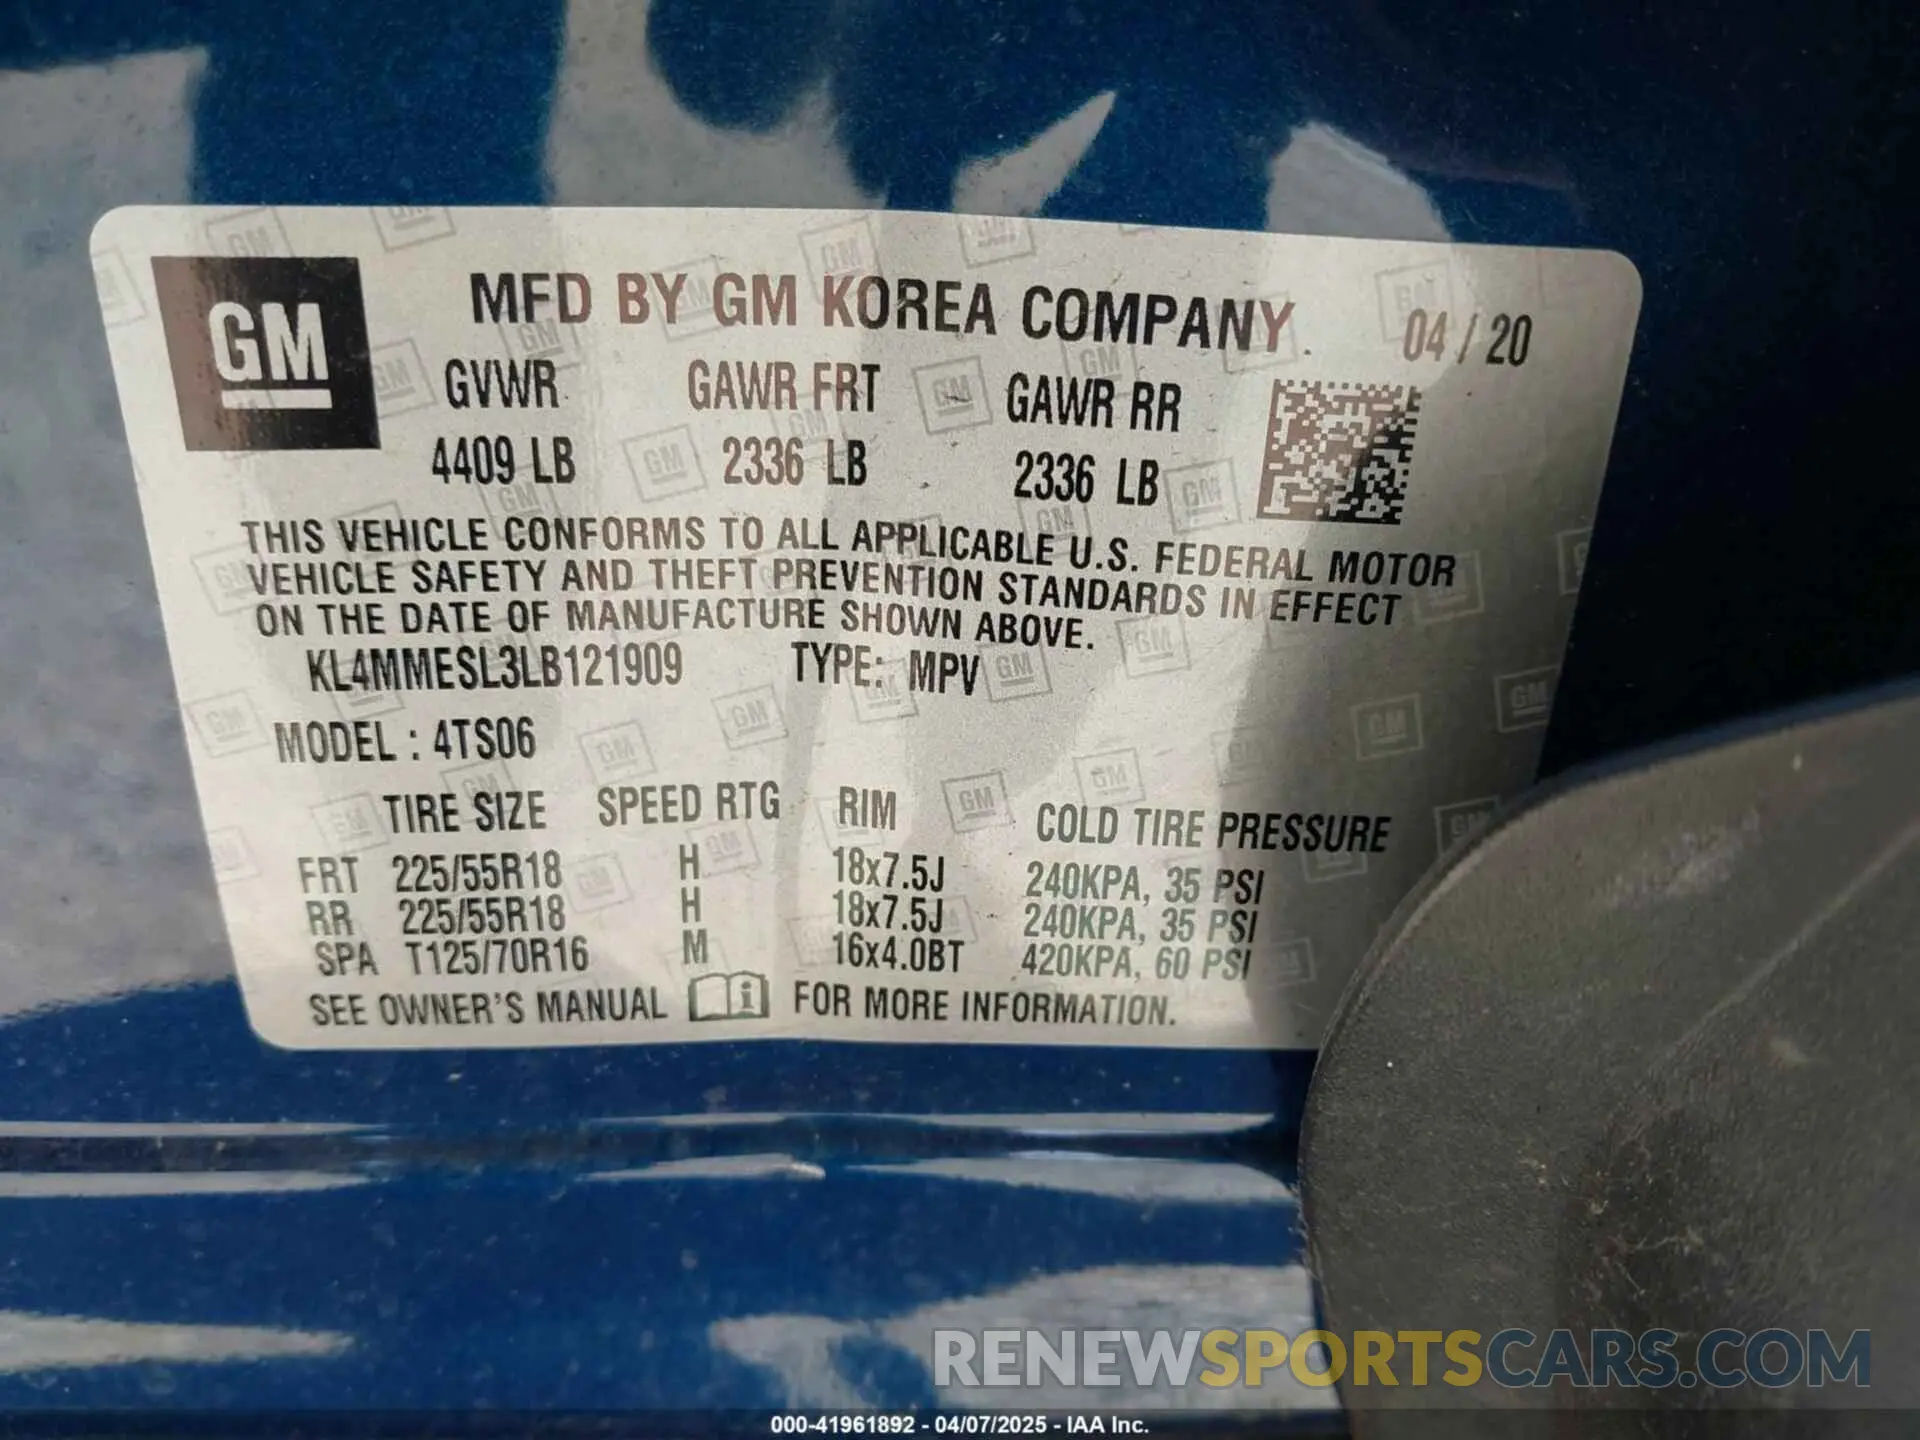 GM
MFD BY GM KOREA COMPANY 04 / 20
GVWR GAWR FRT GAWR RR
4409 LB 2336 LB 2336 LB
THIS VEHICLE CONFORMS TO ALL APPLICABLE U.S. FEDERAL MOTOR
VEHICLE SAFETY AND THEFT PREVENTION STANDARDS IN EFFECT
ON THE DATE OF MANUFACTURE SHOWN ABOVE.
KL4MMESL3LB121909 TYPE: MPV
MODEL : 4TS06
TIRE SIZE SPEED RTG RIM COLD TIRE PRESSURE
FRT 225/55R18 H 18x7.5J 240KPA, 35 PSI
RR 225/55R18 H 18x7.5J 240KPA, 35 PSI
SPA T125/70R16 M 16x4.0BT 420KPA, 60 PSI
SEE OWNER'S MANUAL i FOR MORE INFORMATION.
RENEWSPORTSCARS.COM
000-41961892 - 04/07/2025 - IAA Inc.